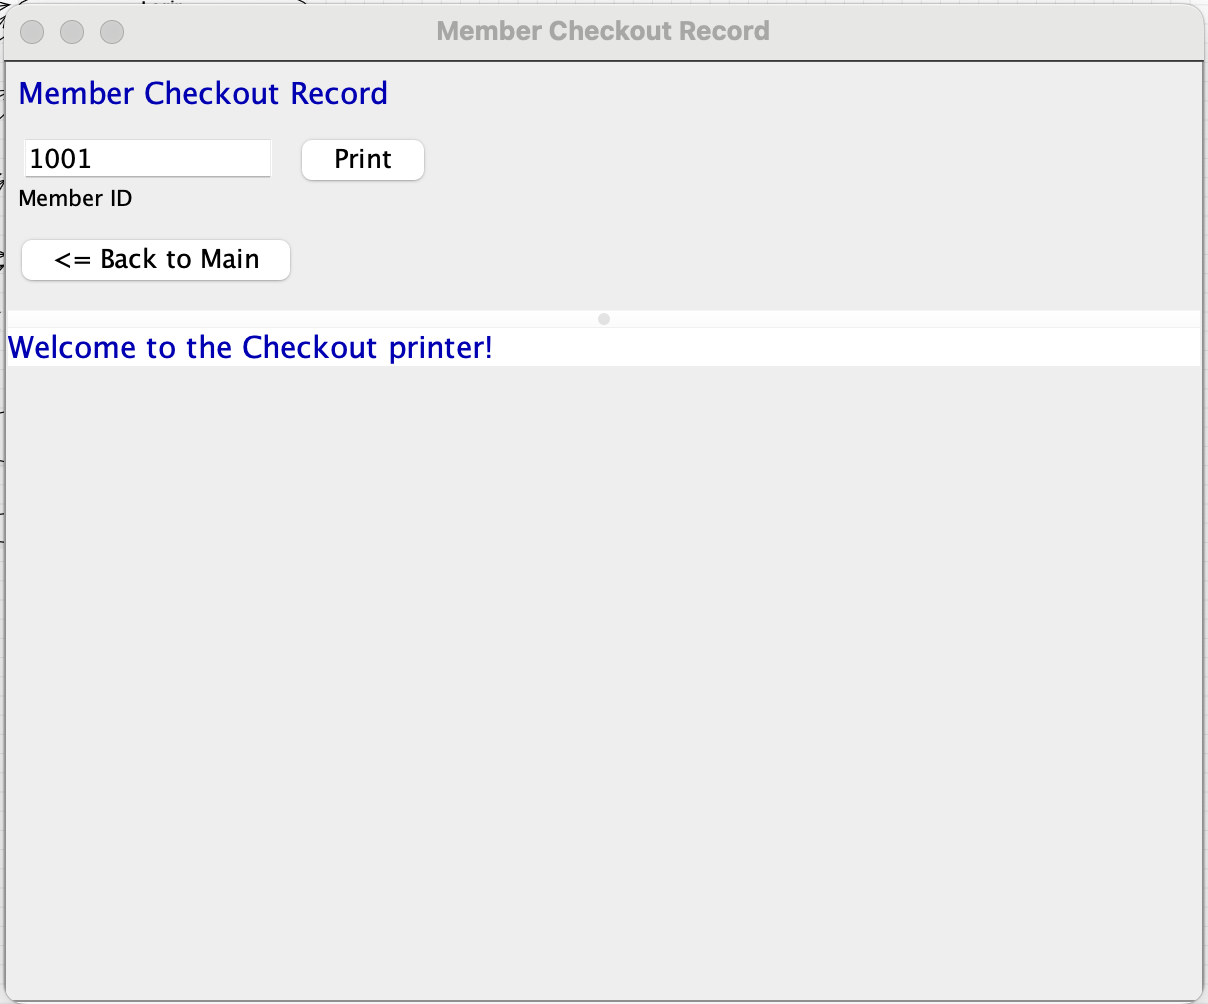 Member Checkout Record
Member Checkout Record
1001
Print
Member ID
<= Back to Main
Welcome to the Checkout printer!